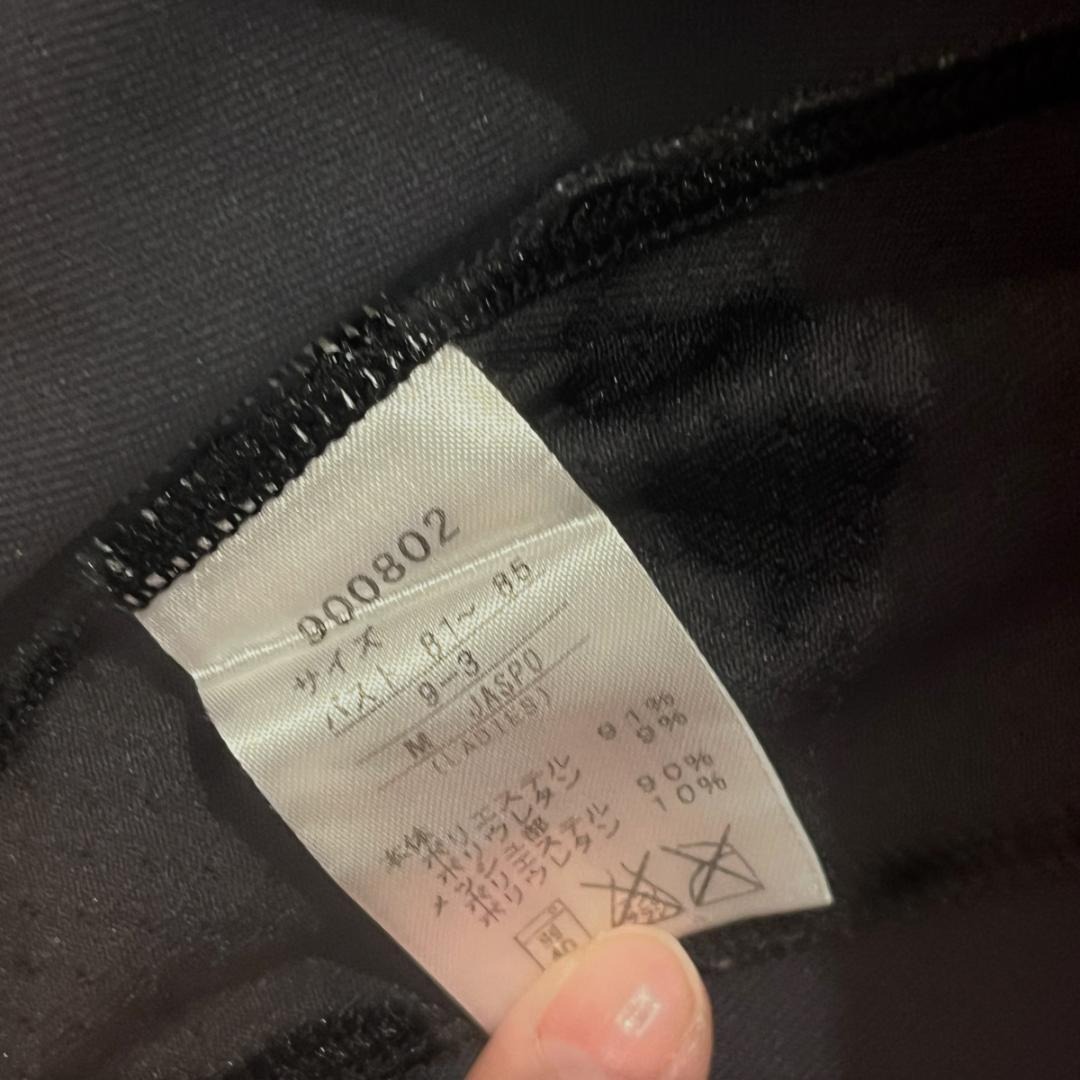 900802
サイズ
バスト 81~ 85
9-3
M JASPO
(LADIES)
本体
ポリエステル 91%
ポリウレタン 9%
メッシュ部
ポリエステル 90%
ポリウレタン 10%
弱
40